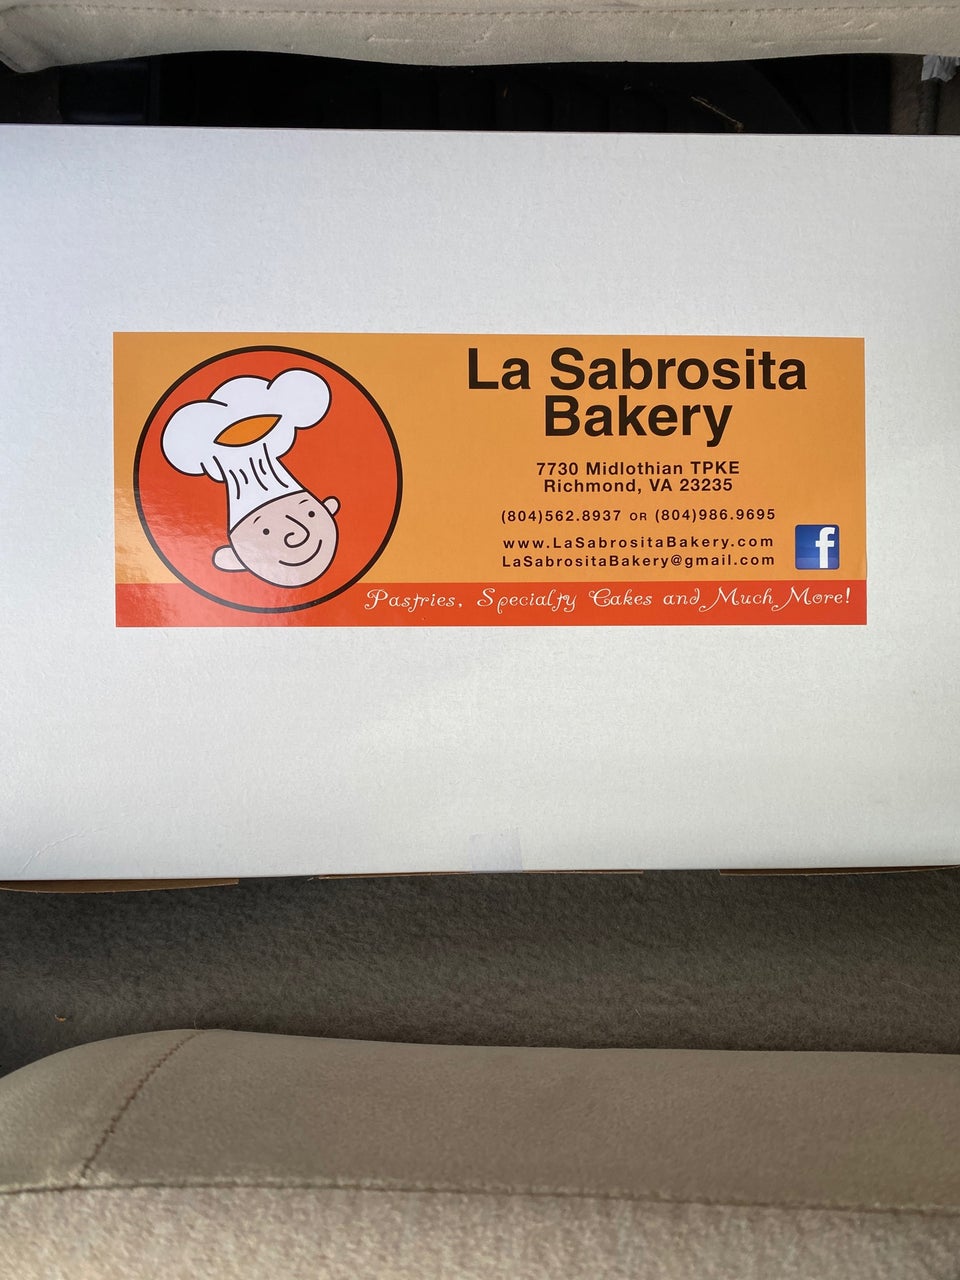 La Sabrosita
Bakery
7730 Midlothian TPKE
Richmond, VA 23235
(804)562.8937 OR (804)986.9695
www.LaSabrositaBakery.com
LaSabrositaBakery@gmail.com
f
Pastries, Specialty Cakes and Much More!